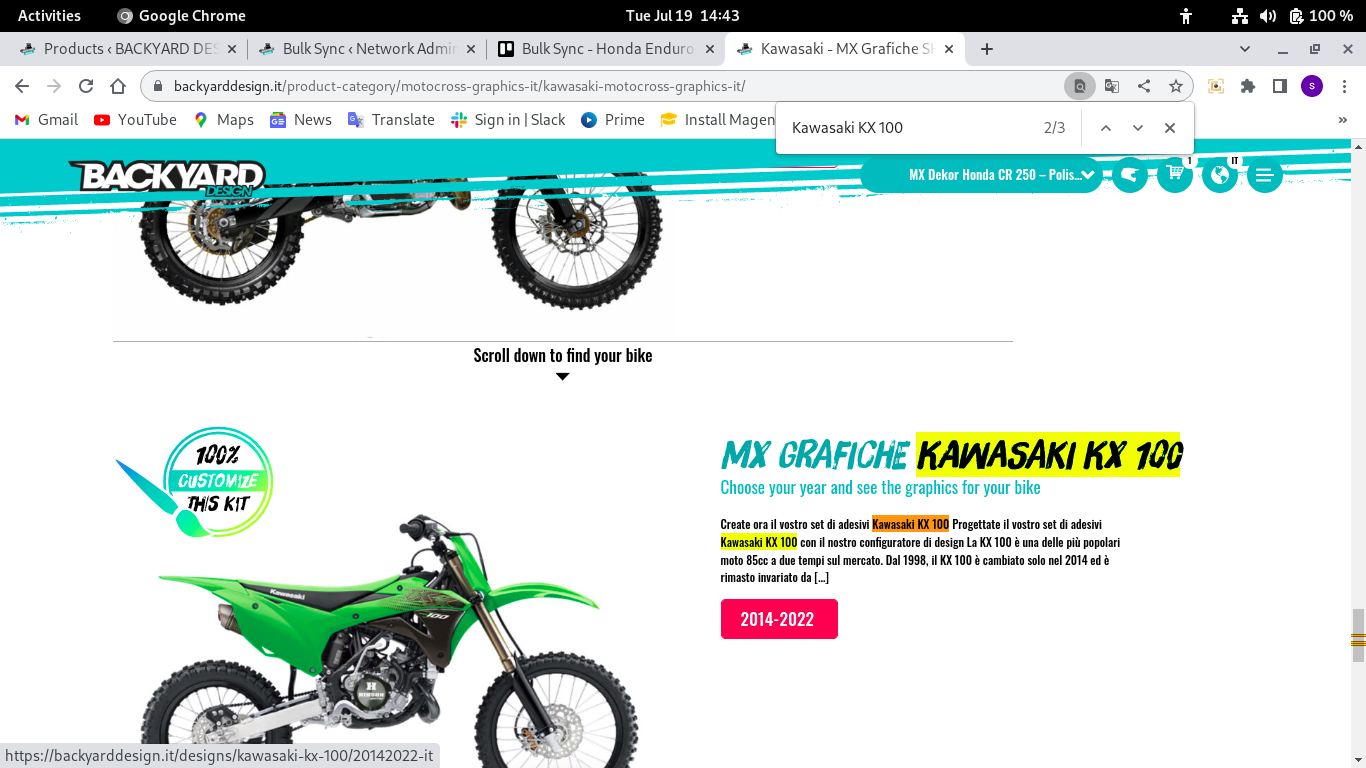 Activities
Google Chrome
Tue Jul 19 14:43
100 %
Products ‹ BACKYARD DES
Bulk Sync ‹ Network Admin
Bulk Sync - Honda Enduro
Kawasaki - MX Grafiche SH
backyarddesign.it/product-category/motocross-graphics-it/kawasaki-motocross-graphics-it/
S
Gmail
YouTube
Maps
News
Translate
Sign in | Slack
Prime
Install Magen
»
Kawasaki KX 100
2/3
BACKYARD
DESIGN
MX Dekor Honda CR 250 – Polis...
1
IT
Scroll down to find your bike
100%
CUSTOMIZE
THIS KIT
MX GRAFICHE KAWASAKI KX 100
Choose your year and see the graphics for your bike
Create ora il vostro set di adesivi Kawasaki KX 100 Progettate il vostro set di adesivi
Kawasaki KX 100 con il nostro configuratore di design La KX 100 è una delle più popolari
moto 85cc a due tempi sul mercato. Dal 1998, il KX 100 è cambiato solo nel 2014 ed è
rimasto invariato da [...]
2014-2022
Kawasaki
100
H
HINSON
https://backyarddesign.it/designs/kawasaki-kx-100/20142022-it